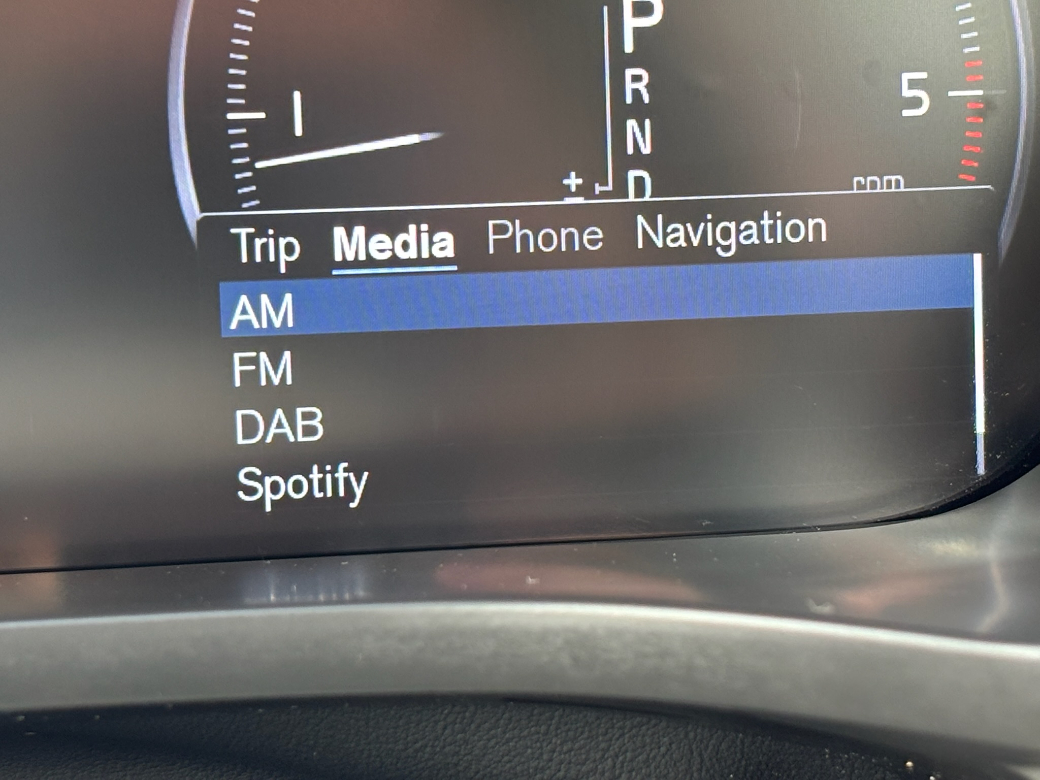 P
R
N
D
+
1
5
rpm
Trip Media Phone Navigation
AM
FM
DAB
Spotify